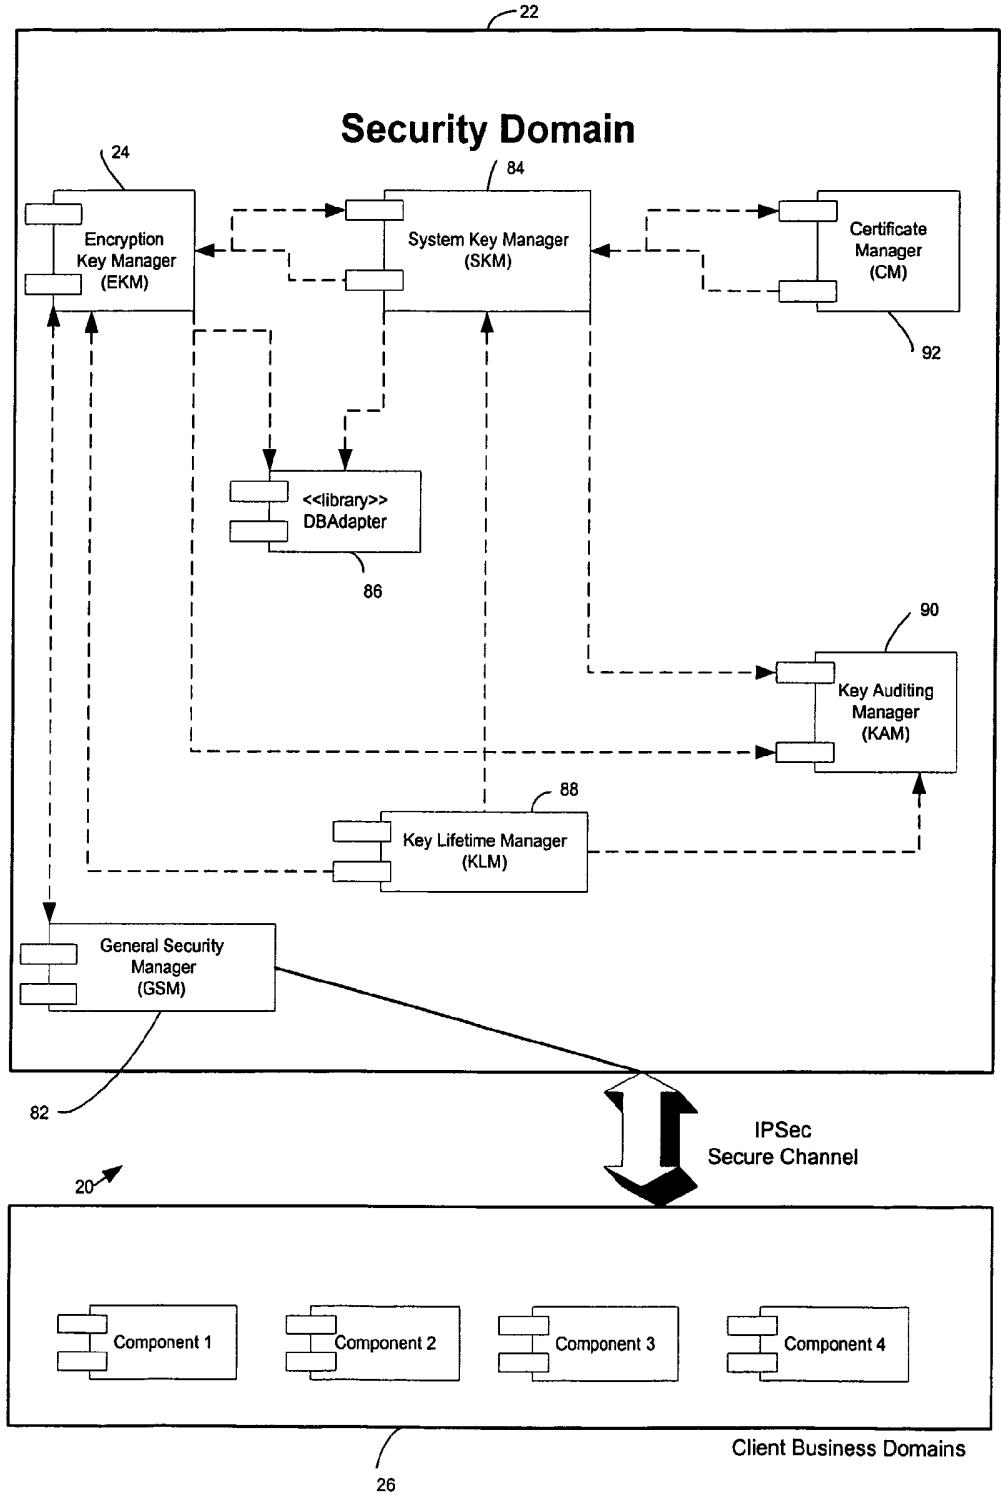 22
Security Domain
24
84
Encryption
Key Manager
(EKM)
System Key Manager
(SKM)
Certificate
Manager
(CM)
92
<<library>>
DBAdapter
86
90
Key Auditing
Manager
(KAM)
88
Key Lifetime Manager
(KLM)
General Security
Manager
(GSM)
82
IPSec
Secure Channel
20
Component 1
Component 2
Component 3
Component 4
Client Business Domains
26